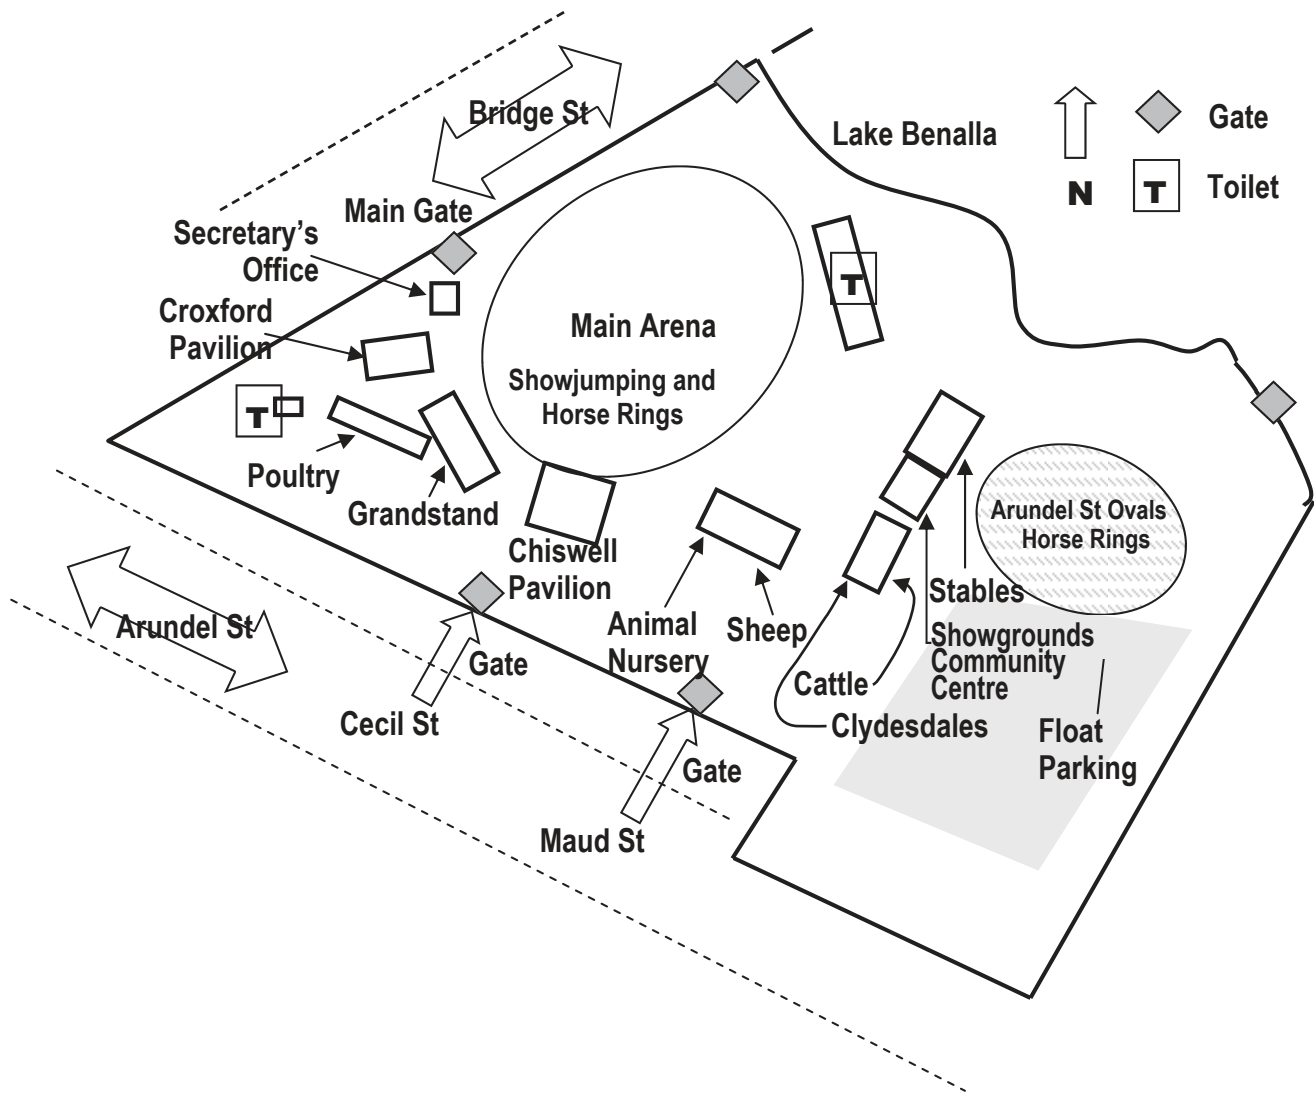 Bridge St
Lake Benalla
Gate
N
T
Toilet
Main Gate
Secretary's
Office
Croxford
Pavilion
T
Main Arena
Showjumping and
Horse Rings
T
Poultry
Grandstand
Chiswell
Pavilion
Arundel St Ovals
Horse Rings
Stables
Animal
Nursery
Sheep
Showgrounds
Community
Centre
Arundel St
Gate
Cecil St
Cattle
Clydesdales
Float
Parking
Gate
Maud St